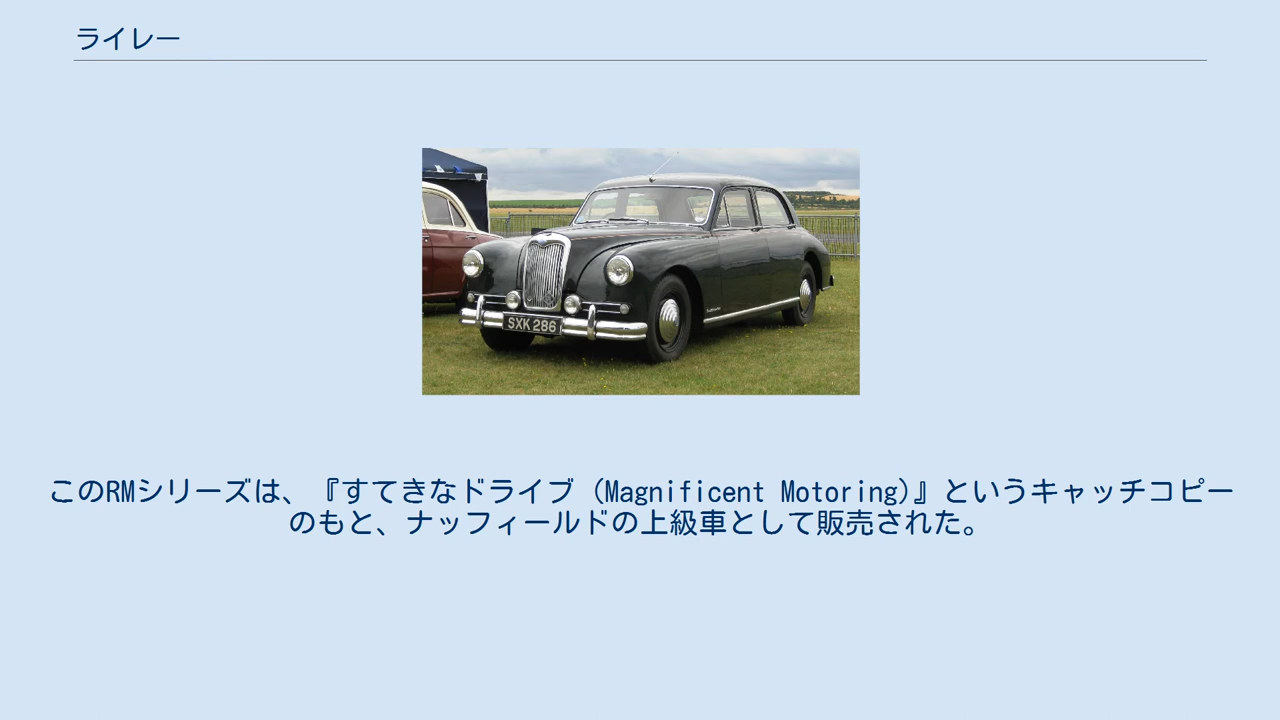 ライレー
SXK 286
このRMシリーズは、『すてきなドライブ (Magnificent Motoring)』というキャッチコピー
のもと、ナッフィールドの上級車として販売された。